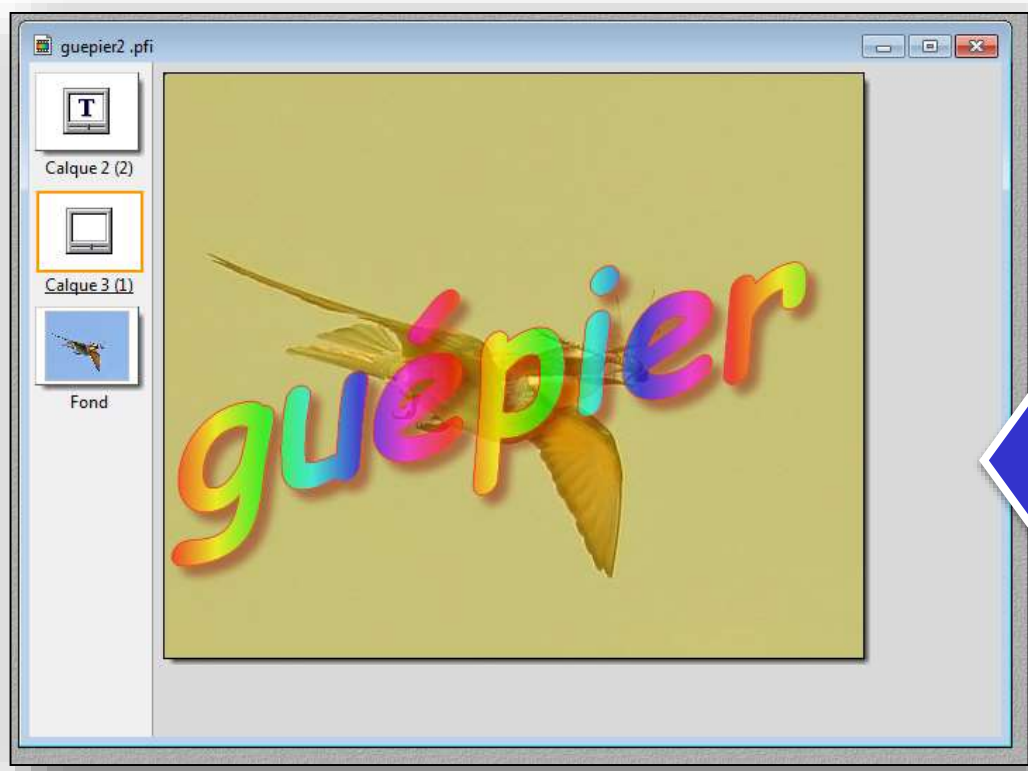 guepier2 .pfi
T
Calque 2 (2)
Calque 3 (1)
Fond
guépier